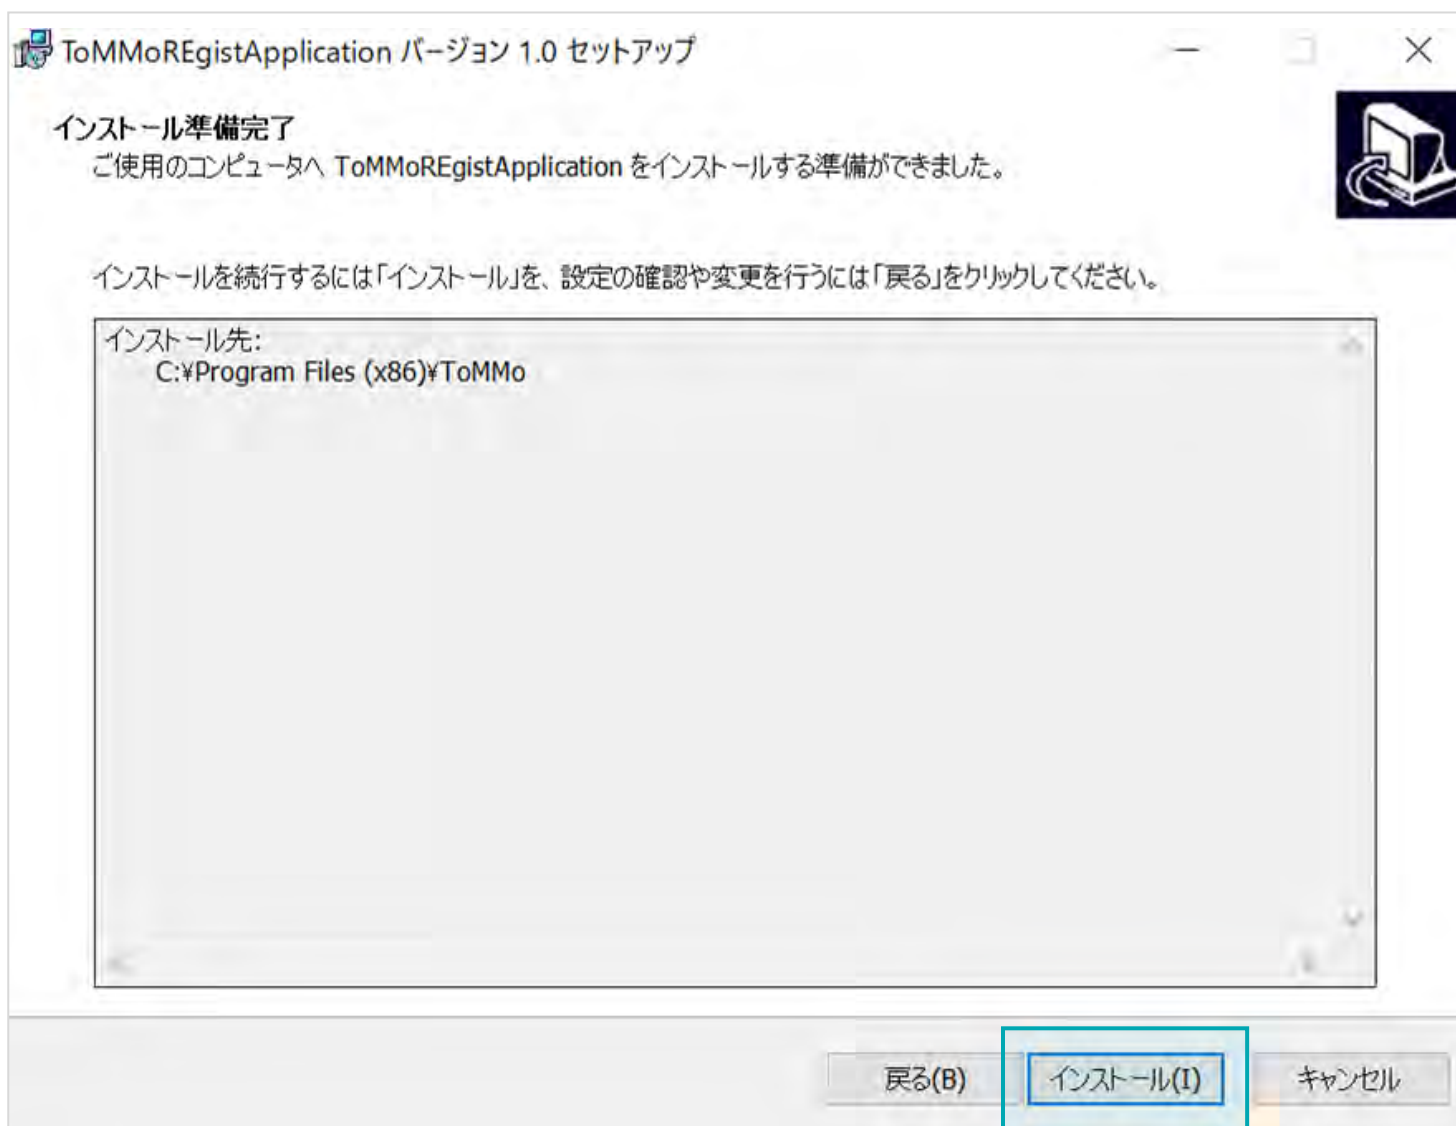 ToMMoREgistApplication バージョン 1.0 セットアップ
インストール準備完了
ご使用のコンピュータへ ToMMoREgistApplication をインストールする準備ができました。
インストールを続行するには「インストール」を、設定の確認や変更を行うには「戻る」をクリックしてください。
インストール先:
C:¥Program Files (x86)¥ToMMo
戻る(B)
インストール(I)
キャンセル